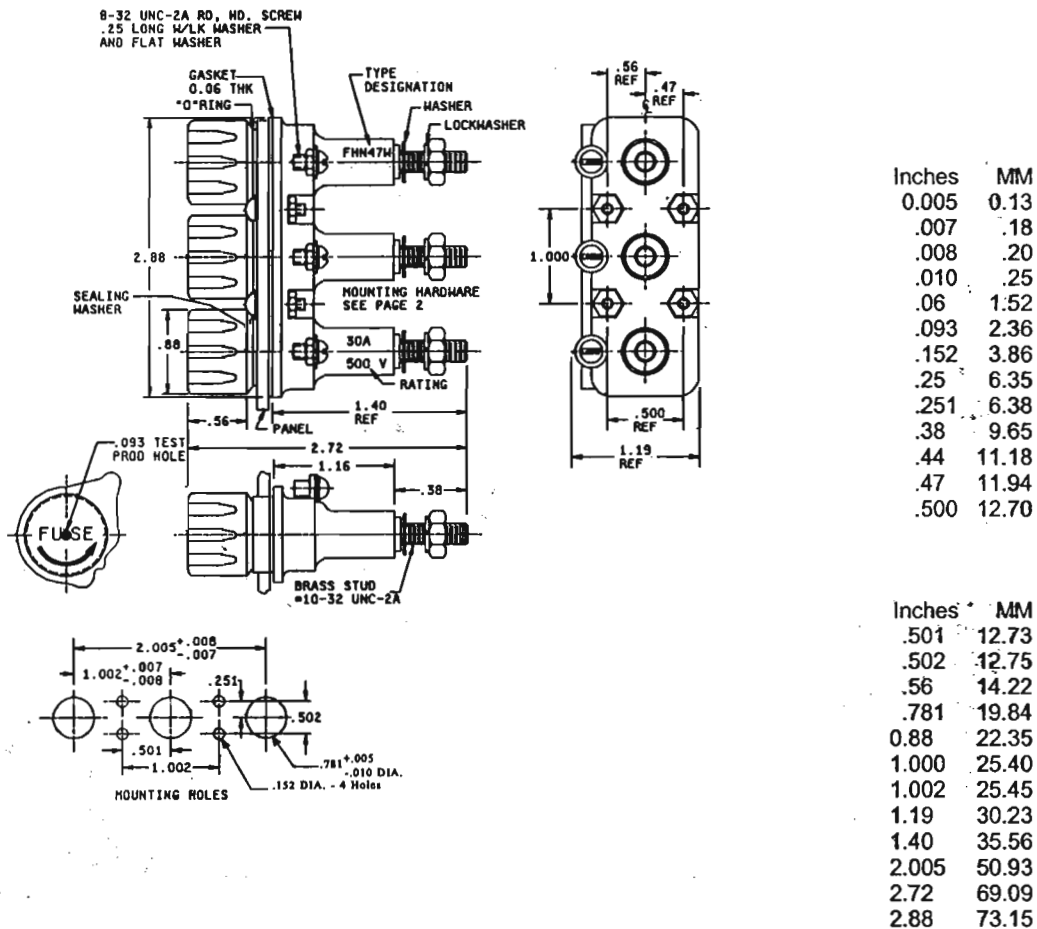 8-32 UNC-2A RD, HD. SCREW
.25 LONG W/LK WASHER
AND FLAT WASHER
GASKET
0.06 THK
"O"RING
TYPE
DESIGNATION
WASHER
LOCKWASHER
FHN47W
2.88
SEALING
WASHER
.88
MOUNTING HARDWARE
SEE PAGE 2
30A
500 V
RATING
1.40
REF
.56
PANEL
2.72
1.16
.38
.093 TEST
PROD HOLE
FUSE
BRASS STUD
#10-32 UNC-2A
.56
REF
.47
REF
1.000
.500
REF
1.19
REF
2.005 +.008
-.007
1.002 +.007
-.008
.251
.502
.501
1.002
.781 +.005
-.010 DIA.
.152 DIA. - 4 Holes
MOUNTING HOLES
Inches MM
0.005 0.13
.007 .18
.008 .20
.010 .25
.06 1.52
.093 2.36
.152 3.86
.25 6.35
.251 6.38
.38 9.65
.44 11.18
.47 11.94
.500 12.70
Inches MM
.501 12.73
.502 12.75
.56 14.22
.781 19.84
0.88 22.35
1.000 25.40
1.002 25.45
1.19 30.23
1.40 35.56
2.005 50.93
2.72 69.09
2.88 73.15